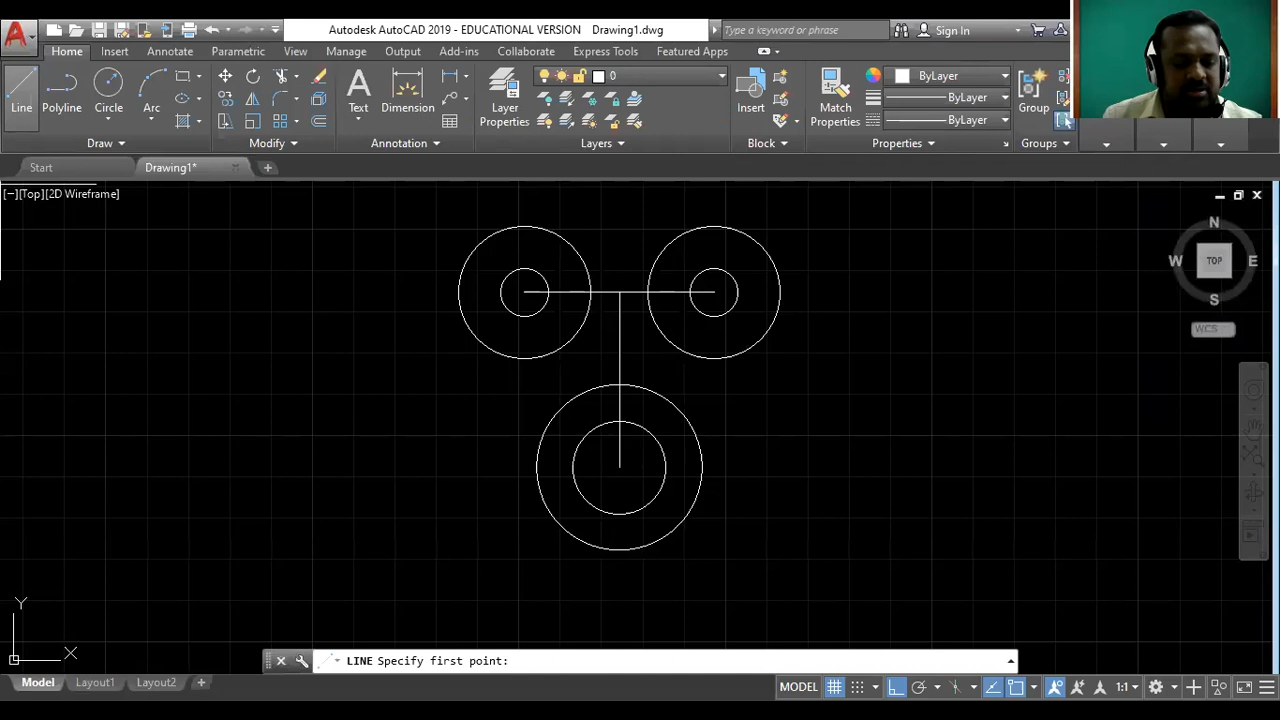 Autodesk AutoCAD 2019 - EDUCATIONAL VERSION Drawing1.dwg
Type a keyword or phrase
Sign In
Home Insert Annotate Parametric View Manage Output Add-ins Collaborate Express Tools Featured Apps
Line Polyline Circle Arc
Text Dimension
Layer Properties
0
Insert
Match Properties
ByLayer
ByLayer
ByLayer
Group
Draw Modify Annotation Layers Block Properties Groups
Start Drawing1*
[−][Top][2D Wireframe]
N
W TOP E
S
WCS
Y
X
LINE Specify first point:
Model Layout1 Layout2
MODEL 1:1